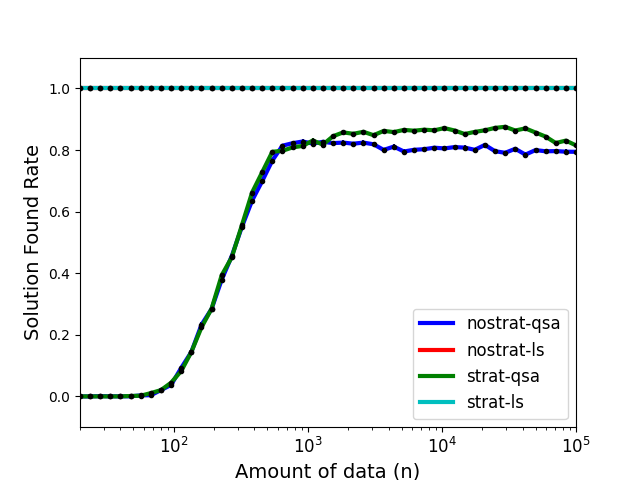 Solution Found Rate
1.0
0.8
0.6
0.4
0.2
0.0
nostrat-qsa
nostrat-ls
strat-qsa
strat-ls
10² 10³ 10⁴ 10⁵
Amount of data (n)